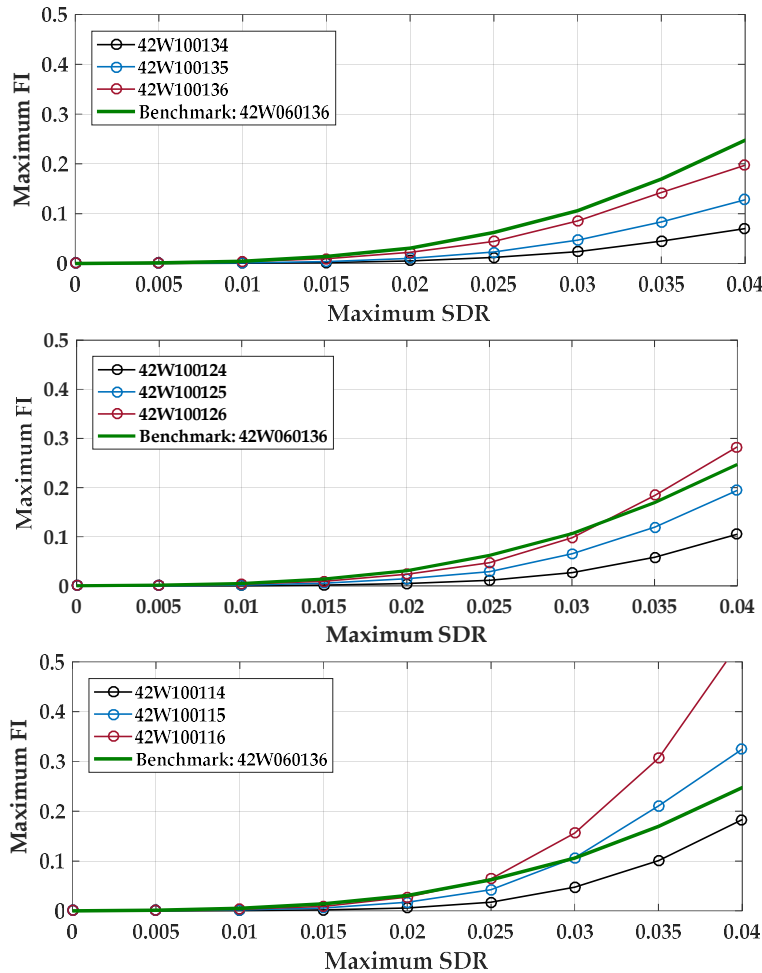 0.5
42W100134
42W100135
42W100136
Benchmark: 42W060136
0.4
0.3
0.2
0.1
0
Maximum FI
0 0.005 0.01 0.015 0.02 0.025 0.03 0.035 0.04
Maximum SDR
0.5
42W100124
42W100125
42W100126
Benchmark: 42W060136
0.4
0.3
0.2
0.1
0
Maximum FI
0 0.005 0.01 0.015 0.02 0.025 0.03 0.035 0.04
Maximum SDR
0.5
42W100114
42W100115
42W100116
Benchmark: 42W060136
0.4
0.3
0.2
0.1
0
Maximum FI
0 0.005 0.01 0.015 0.02 0.025 0.03 0.035 0.04
Maximum SDR